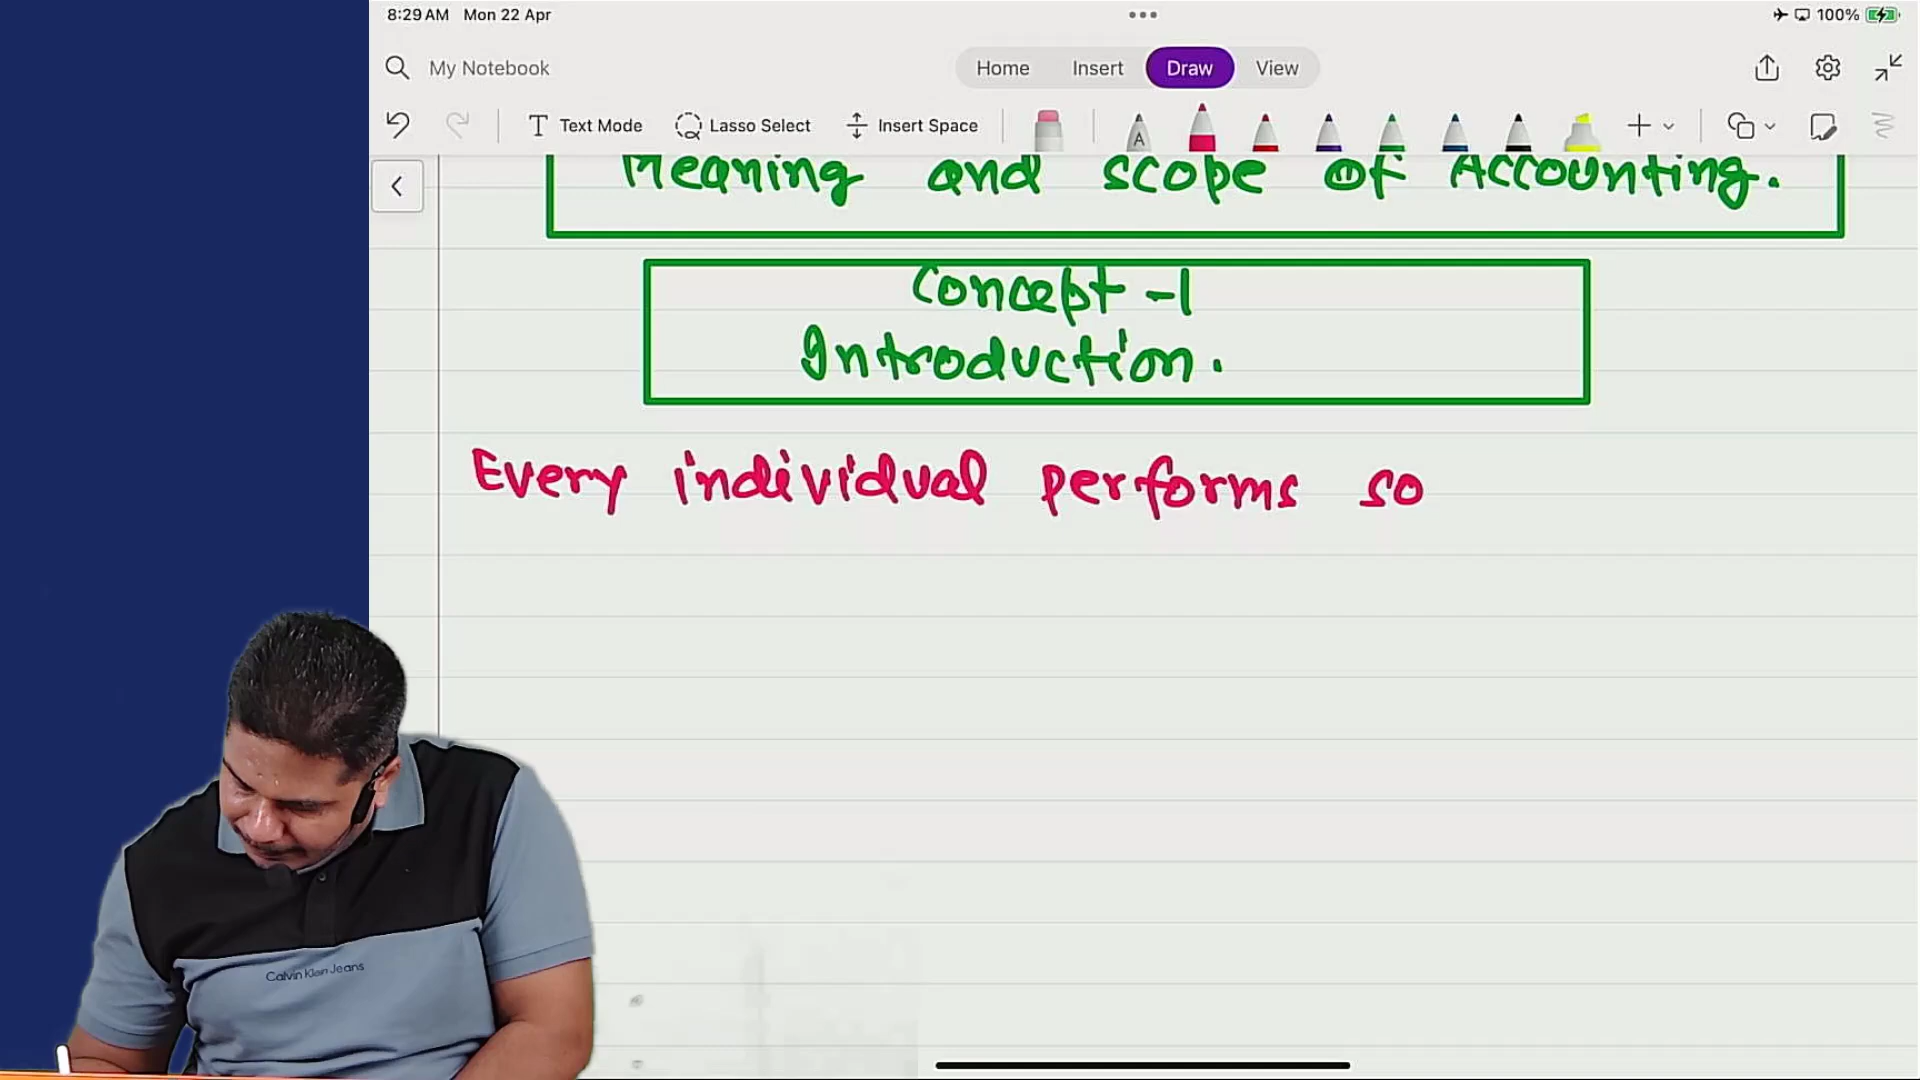 8:29 AM Mon 22 Apr
100%
My Notebook
Home Insert Draw View
Text Mode Lasso Select Insert Space
A
Meaning and scope of Accounting.
Concept -1
Introduction.
Every individual performs so
Calvin Klein Jeans